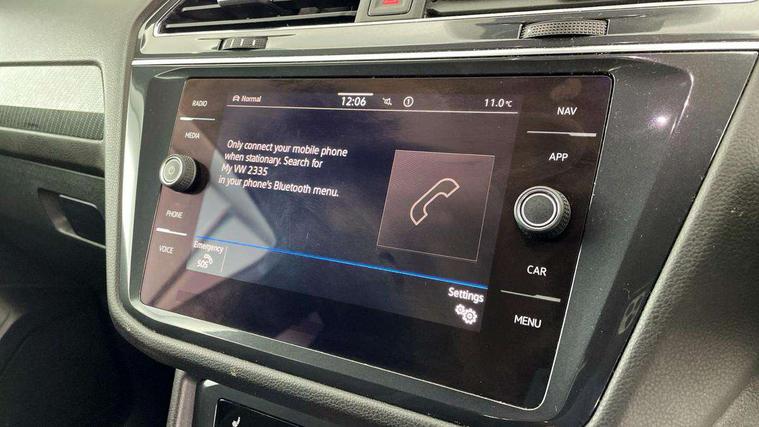 RADIO
MEDIA
PHONE
VOICE
Normal
12:06
11.0°C
Only connect your mobile phone
when stationary. Search for
My VW 2335
in your phone's Bluetooth menu.
Emergency
SOS
Settings
NAV
APP
CAR
MENU